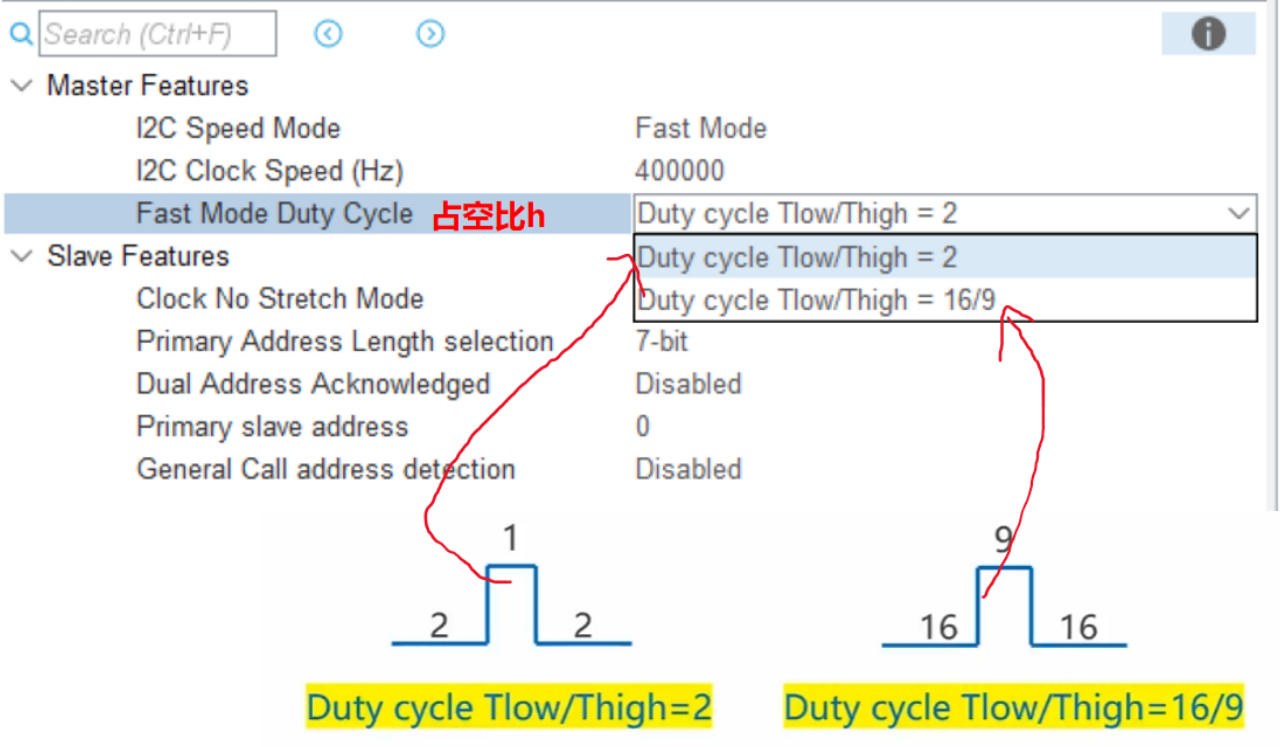 Search (Ctrl+F)
Master Features
I2C Speed Mode Fast Mode
I2C Clock Speed (Hz) 400000
Fast Mode Duty Cycle 占空比h Duty cycle Tlow/Thigh = 2
Slave Features Duty cycle Tlow/Thigh = 2
Clock No Stretch Mode Duty cycle Tlow/Thigh = 16/9
Primary Address Length selection 7-bit
Dual Address Acknowledged Disabled
Primary slave address 0
General Call address detection Disabled
1 9
2 2 16 16
Duty cycle Tlow/Thigh=2 Duty cycle Tlow/Thigh=16/9